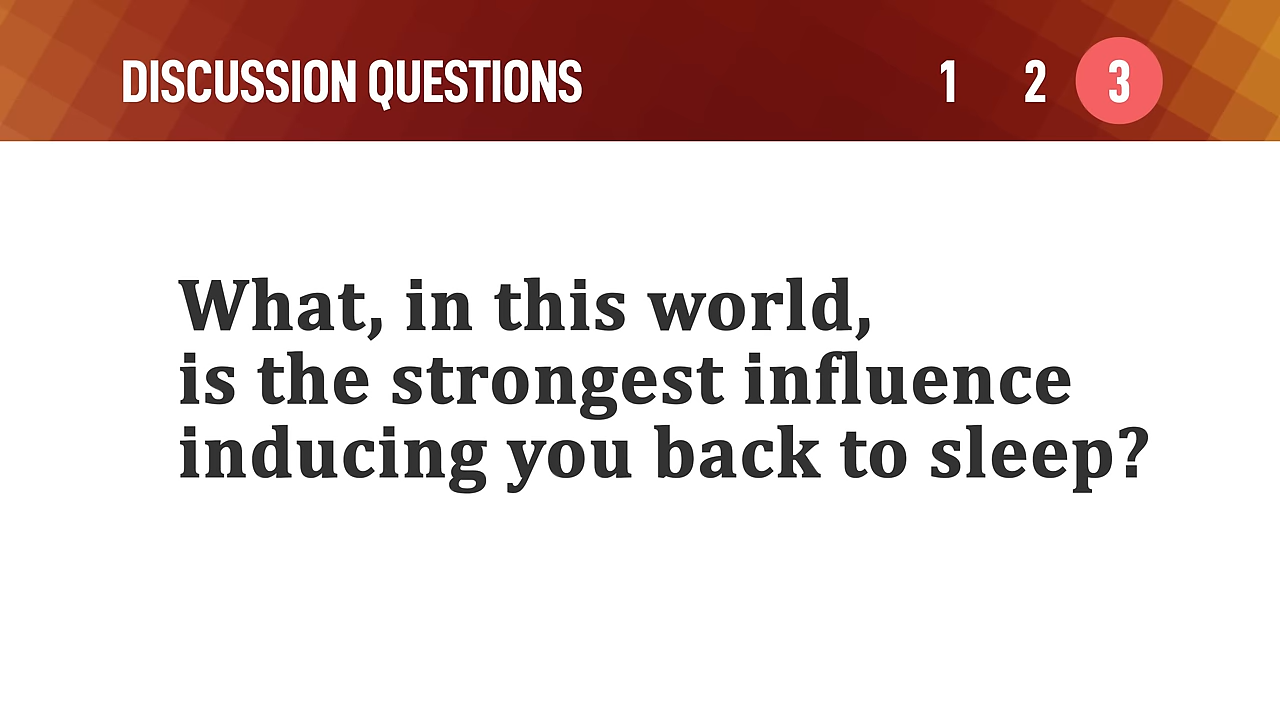 DISCUSSION QUESTIONS 1 2 3
What, in this world,
is the strongest influence
inducing you back to sleep?